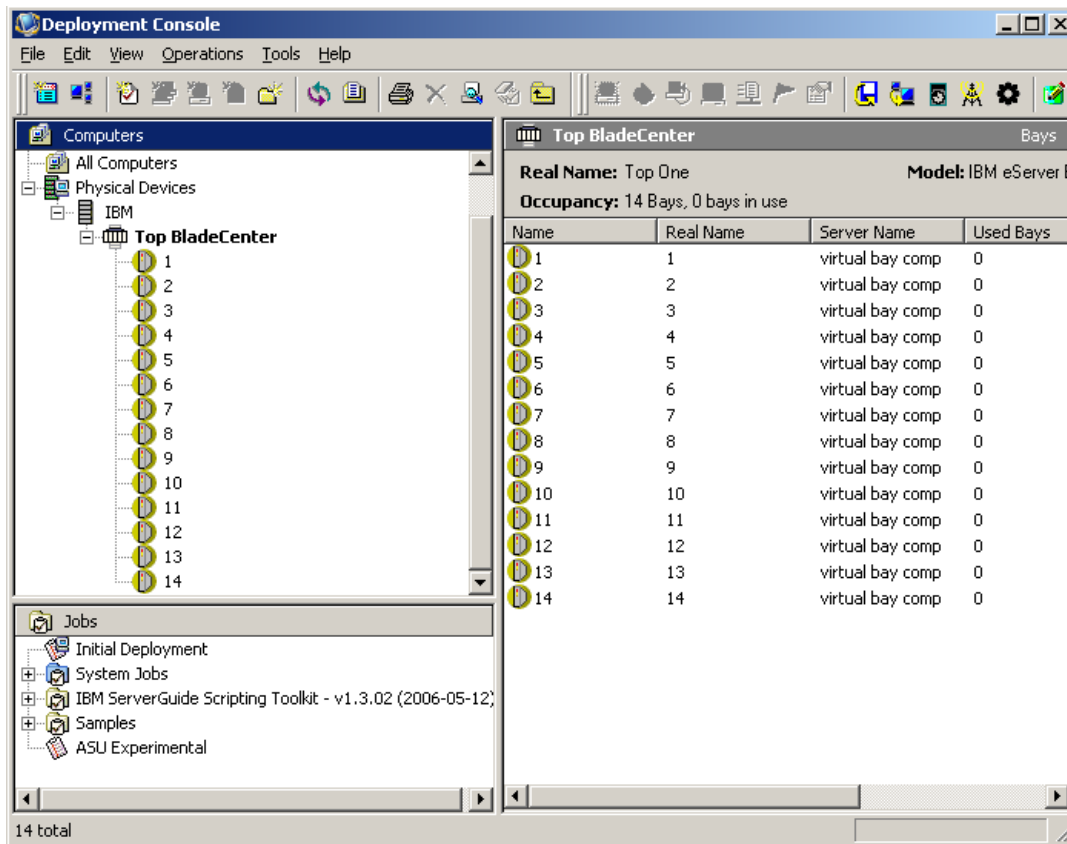 Deployment Console
File Edit View Operations Tools Help
Computers
All Computers
Physical Devices
IBM
Top BladeCenter
1
2
3
4
5
6
7
8
9
10
11
12
13
14
Jobs
Initial Deployment
System Jobs
IBM ServerGuide Scripting Toolkit - v1.3.02 (2006-05-12)
Samples
ASU Experimental
Top BladeCenter Bays
Real Name: Top One Model: IBM eServer
Occupancy: 14 Bays, 0 bays in use
Name Real Name Server Name Used Bays
1 1 virtual bay comp 0
2 2 virtual bay comp 0
3 3 virtual bay comp 0
4 4 virtual bay comp 0
5 5 virtual bay comp 0
6 6 virtual bay comp 0
7 7 virtual bay comp 0
8 8 virtual bay comp 0
9 9 virtual bay comp 0
10 10 virtual bay comp 0
11 11 virtual bay comp 0
12 12 virtual bay comp 0
13 13 virtual bay comp 0
14 14 virtual bay comp 0
14 total